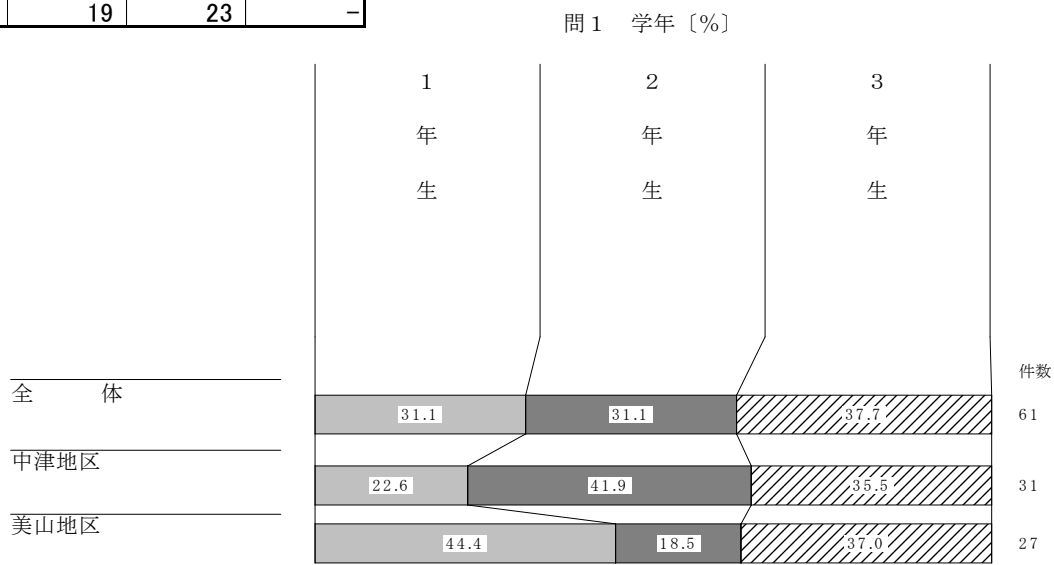 19 23 -
問1 学年〔%〕
1年生 2年生 3年生
件数
全 体 31.1 31.1 37.7 61
中津地区 22.6 41.9 35.5 31
美山地区 44.4 18.5 37.0 27